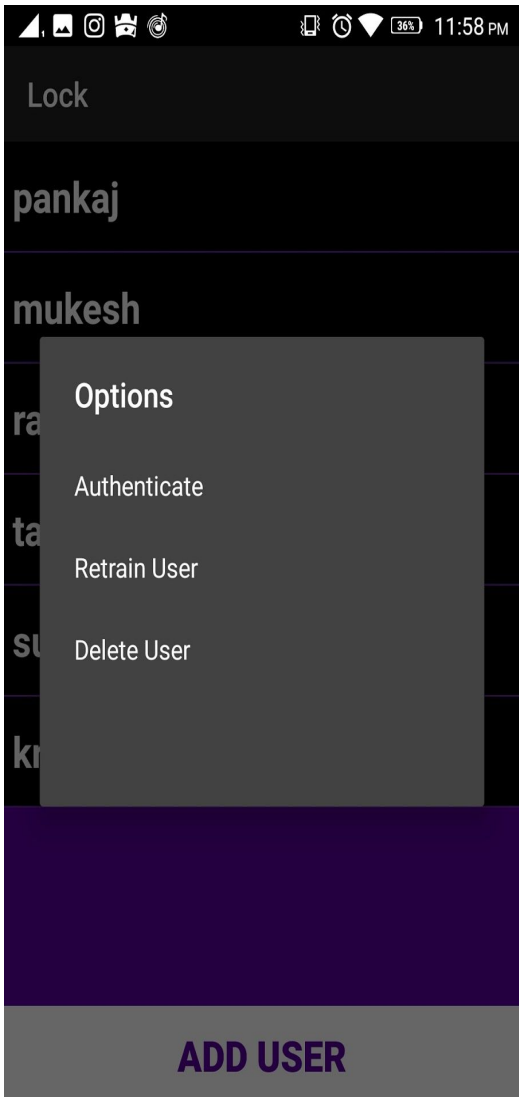 36% 11:58 PM
Lock
pankaj
mukesh
Options
Authenticate
Retrain User
Delete User
ADD USER